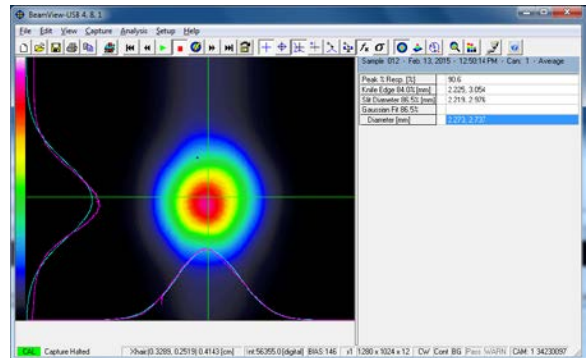 BeamView-USB 4, 8, 1
File Edit View Capture Analysis Setup Help
Sample 012 - Feb. 13, 2015 - 12:50:14 PM - Cam: 1 - Average
Peak % Resp. [%] 90.6
Knife Edge 84.0% [mm] 2.225, 3.054
Slit Diameter 86.5% [mm] 2.219, 2.976
Gaussian Fit 86.5%
Diameter [mm] 2.273, 2.737
CAL Capture Halted Xhair(0.3289, 0.2519) 0.4143 [cm] Int:56355.0 [digital] BIAS:146 x1 1280 x 1024 x 12 CW Cont BG Pass WARN CAM: 1 34230097